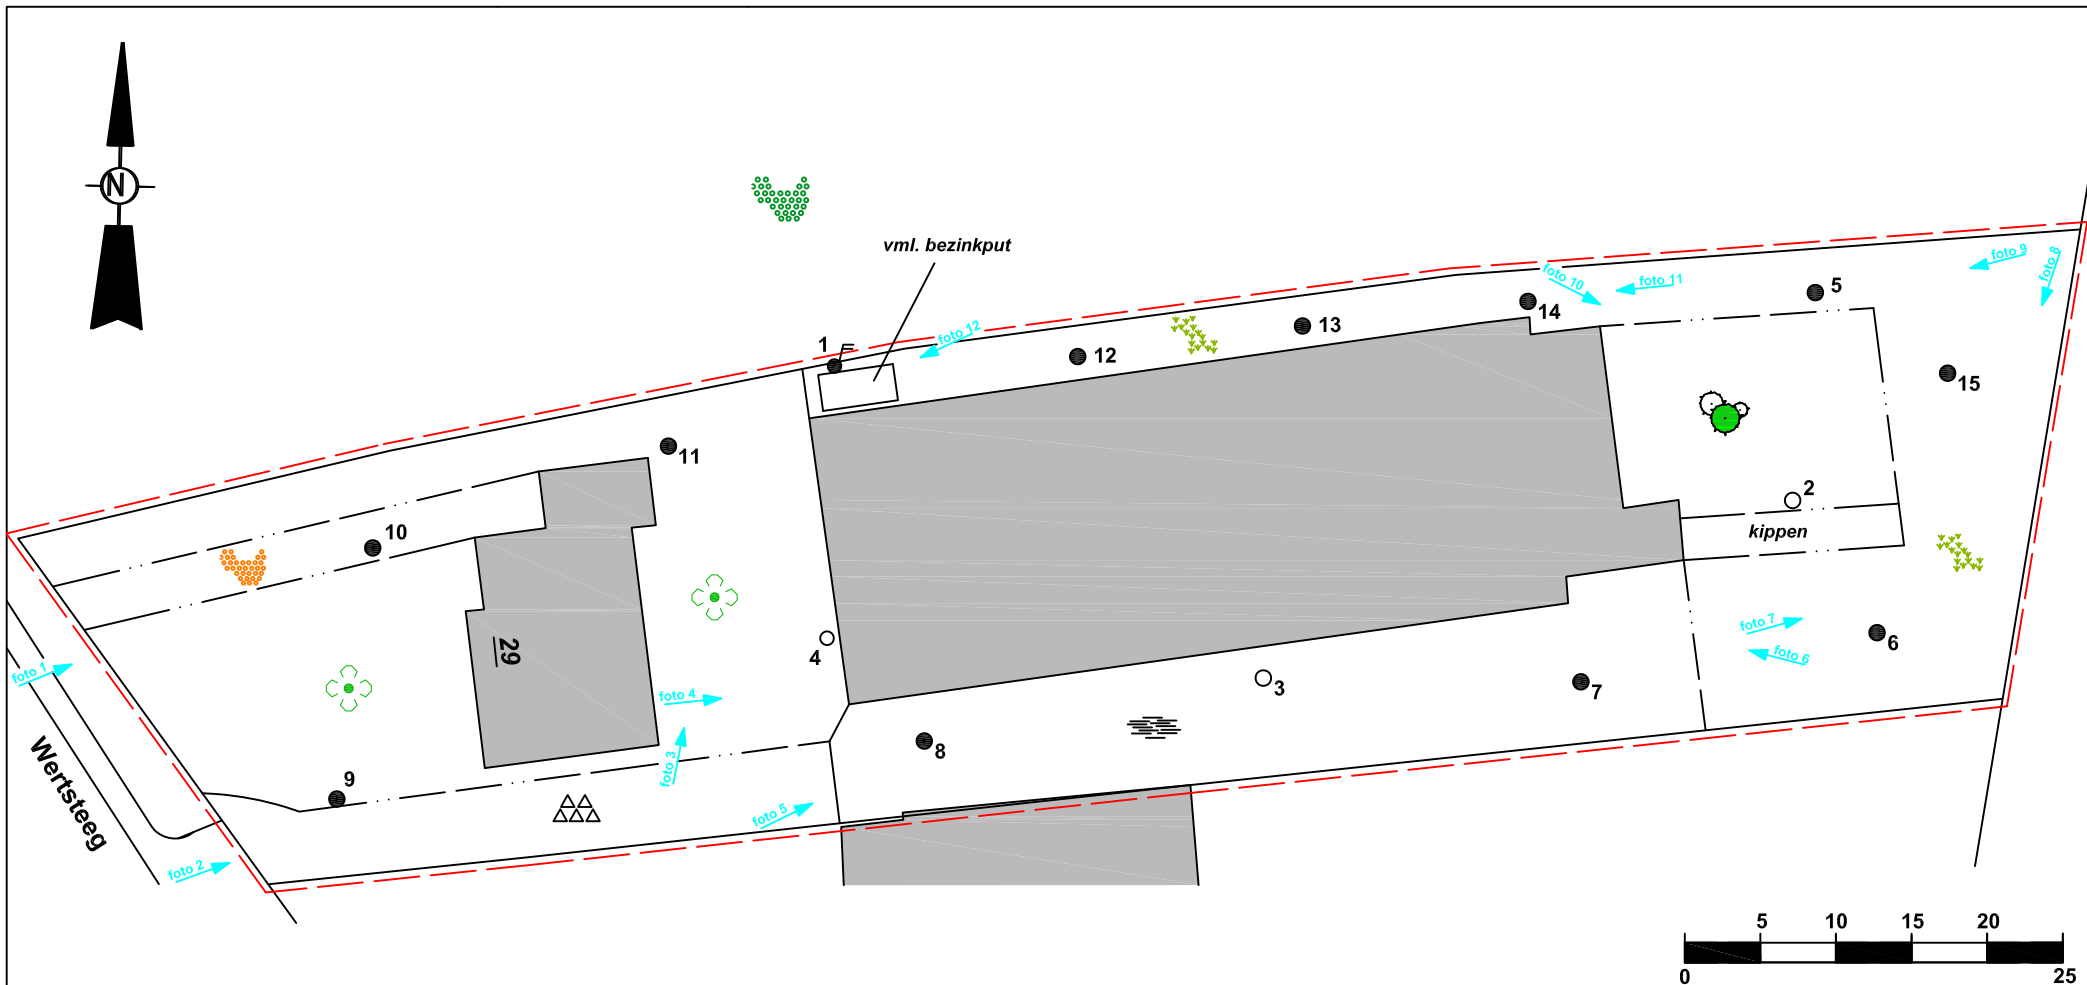 N
vml. bezinkput
foto 9
foto 8
foto 10
foto 11
5
14
13
foto 12
1
12
15
11
2
10
kippen
29
foto 7
6
foto 6
4
foto 1
3
7
foto 4
8
foto 3
Wertsteeg
9
foto 5
foto 2
5 10 15 20
0 25